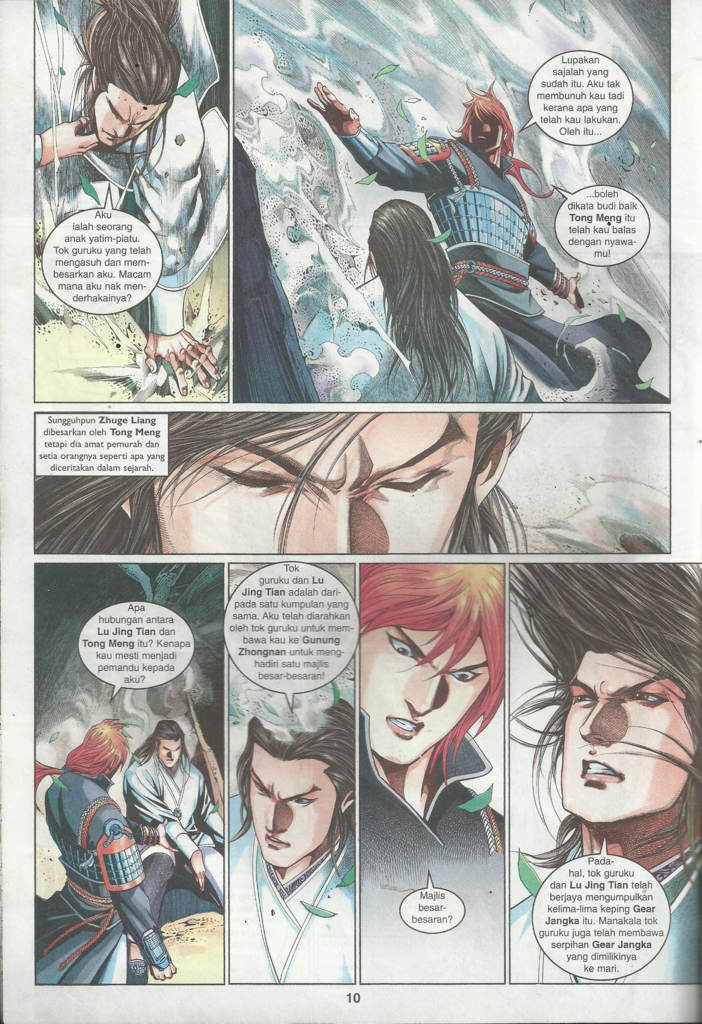 Aku
ialah seorang
anak yatim-piatu.
Tok guruku yang telah
mengasuh dan mem-
besarkan aku. Macam
mana aku nak men-
derhakainya?
Lupakan
sajalah yang
sudah itu. Aku tak
membunuh kau tadi
kerana apa yang
telah kau lakukan.
Oleh itu...
...boleh
dikata budi baik
Tong Meng itu
telah kau balas
dengan nyawa-
mu!
Sungguhpun Zhuge Liang
dibesarkan oleh Tong Meng
tetapi dia amat pemurah dan
setia orangnya seperti apa yang
diceritakan dalam sejarah.
Apa
hubungan antara
Lu Jing Tian dan
Tong Meng itu? Kenapa
kau mesti menjadi
pemandu kepada
aku?
Tok
guruku dan Lu
Jing Tian adalah dari-
pada satu kumpulan yang
sama. Aku telah diarahkan
oleh tok guruku untuk mem-
bawa kau ke Gunung
Zhongnan untuk meng-
hadiri satu majlis
besar-besaran!
Majlis
besar-
besaran?
Pada-
hal, tok guruku
dan Lu Jing Tian telah
berjaya mengumpulkan
kelima-lima keping Gear
Jangka itu. Manakala tok
guruku juga telah membawa
serpihan Gear Jangka
yang dimilikinya
ke mari.
10